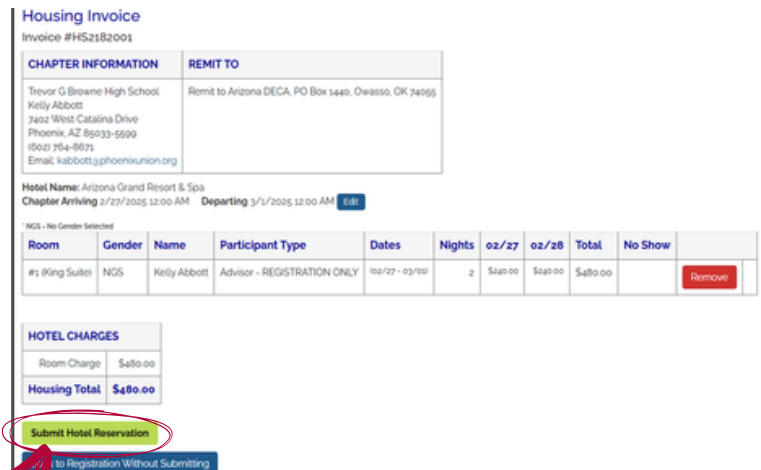 Housing Invoice
Invoice #HS2182001
CHAPTER INFORMATION REMIT TO
Trevor G Browne High School Remit to Arizona DECA, PO Box 1440, Owasso, OK 74055
Kelly Abbott
7402 West Catalina Drive
Phoenix, AZ 85033-5599
(602) 764-8671
Email: kabbott@phoenixunion.org
Hotel Name: Arizona Grand Resort & Spa
Chapter Arriving 2/27/2025 12:00 AM Departing 3/1/2025 12:00 AM Edit
* NGS - No Gender Selected
Room Gender Name Participant Type Dates Nights 02/27 02/28 Total No Show
#1 (King Suite) NGS Kelly Abbott Advisor - REGISTRATION ONLY (02/27 - 03/01) 2 $240.00 $240.00 $480.00 Remove
HOTEL CHARGES
Room Charge $480.00
Housing Total $480.00
Submit Hotel Reservation
to Registration Without Submitting